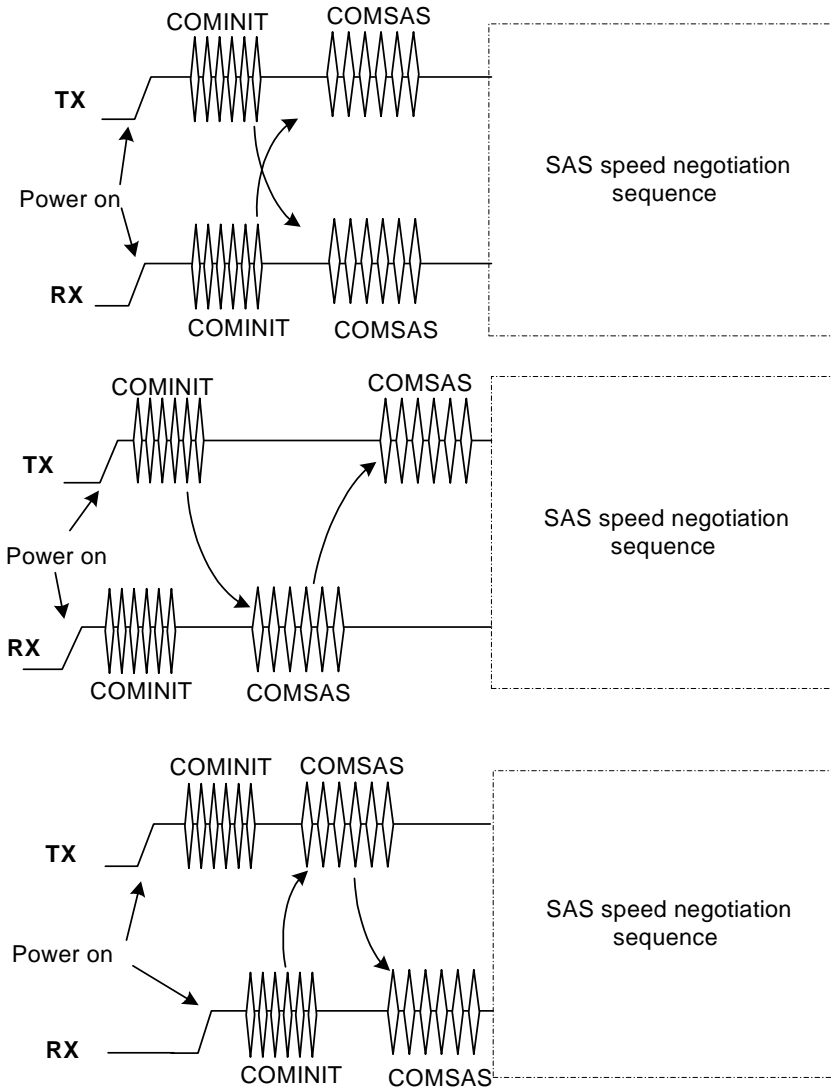 COMINIT
COMSAS
TX
Power on
RX
COMINIT
COMSAS
SAS speed negotiation
sequence
COMINIT
COMSAS
TX
Power on
RX
COMINIT
COMSAS
SAS speed negotiation
sequence
COMINIT
COMSAS
TX
Power on
RX
COMINIT
COMSAS
SAS speed negotiation
sequence